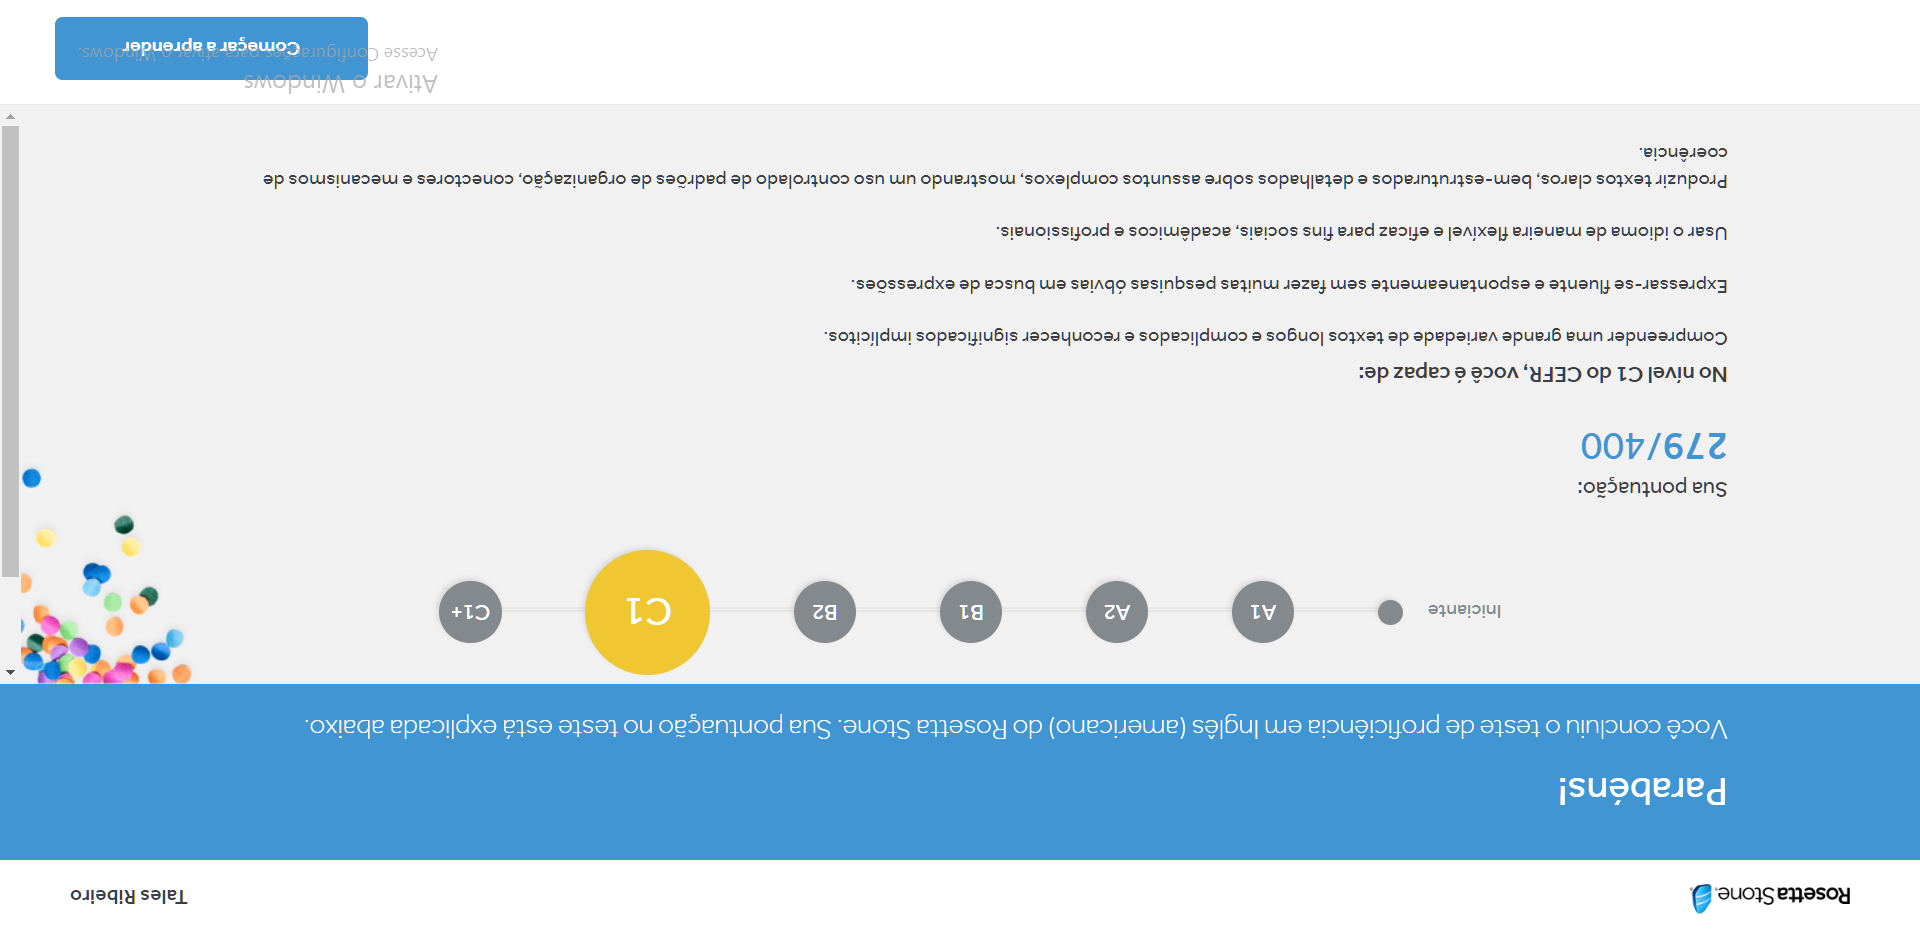 RosettaStone
Tales Ribeiro
Parabéns!
Você concluiu o teste de proficiência em Inglês (americano) do Rosetta Stone. Sua pontuação no teste está explicada abaixo.
Iniciante A1 A2 B1 B2 C1 C1+
Sua pontuação:
279/400
No nível C1 do CEFR, você é capaz de:
Compreender uma grande variedade de textos longos e complicados e reconhecer significados implícitos.
Expressar-se fluente e espontaneamente sem fazer muitas pesquisas óbvias em busca de expressões.
Usar o idioma de maneira flexível e eficaz para fins sociais, acadêmicos e profissionais.
Produzir textos claros, bem-estruturados e detalhados sobre assuntos complexos, mostrando um uso controlado de padrões de organização, conectores e mecanismos de
coerência.
Ativar o Windows
Acesse Configurações para ativar o Windows.
Começar a aprender